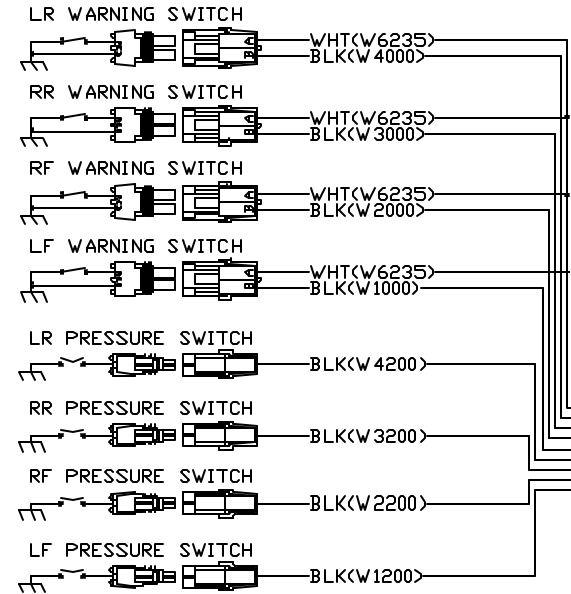 LR WARNING SWITCH
A WHT(W6235)
B BLK(W4000)
RR WARNING SWITCH
A WHT(W6235)
B BLK(W3000)
RF WARNING SWITCH
A WHT(W6235)
B BLK(W2000)
LF WARNING SWITCH
A WHT(W6235)
B BLK(W1000)
LR PRESSURE SWITCH
BLK(W4200)
RR PRESSURE SWITCH
BLK(W3200)
RF PRESSURE SWITCH
BLK(W2200)
LF PRESSURE SWITCH
BLK(W1200)